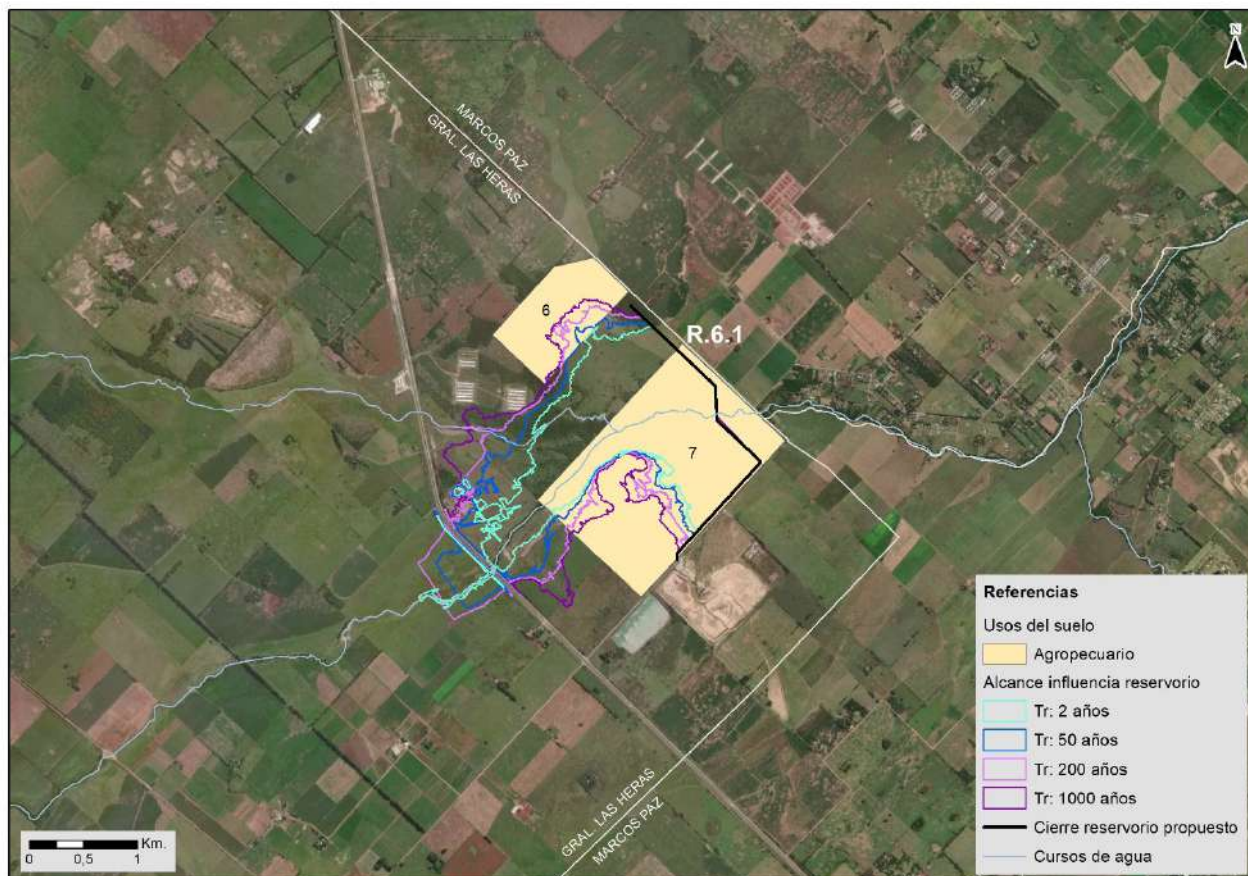 N
MARCOS PAZ
GRAL. LAS HERAS
6
R.6.1
7
GRAL. LAS HERAS
MARCOS PAZ
Referencias
Usos del suelo
Agropecuario
Alcance influencia reservorio
Tr: 2 años
Tr: 50 años
Tr: 200 años
Tr: 1000 años
Cierre reservorio propuesto
Cursos de agua
Km.
0 0,5 1